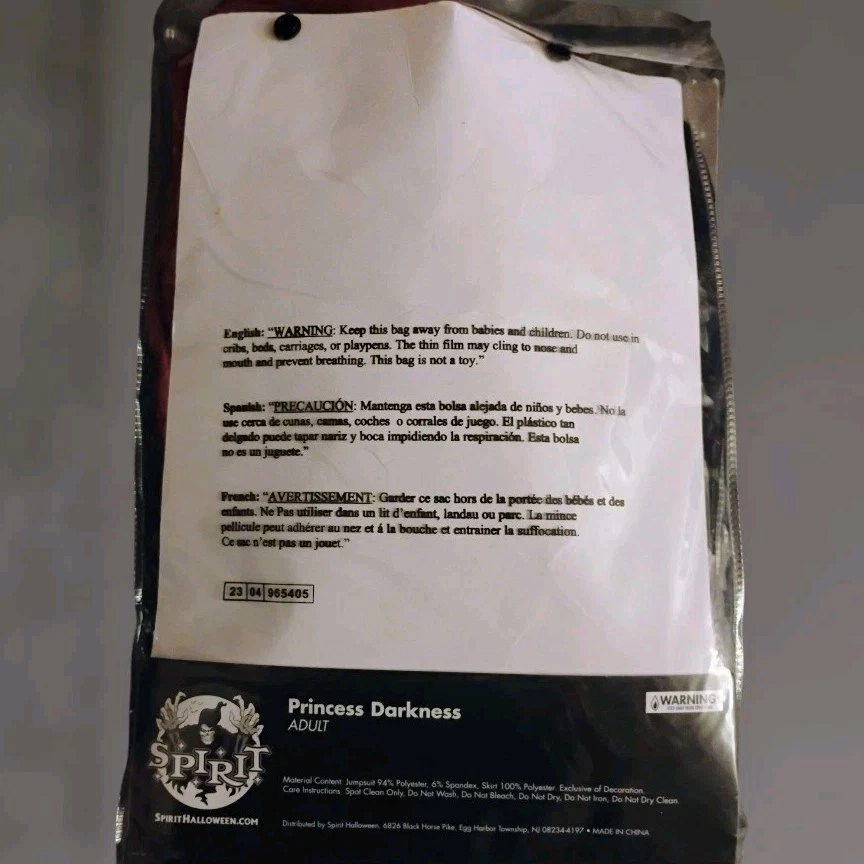 English: "WARNING: Keep this bag away from babies and children. Do not use in
cribs, beds, carriages, or playpens. The thin film may cling to nose and
mouth and prevent breathing. This bag is not a toy."
Spanish: "PRECAUCIÓN: Mantenga esta bolsa alejada de niños y bebes. No la
use cerca de cunas, camas, coches o corrales de juego. El plástico tan
delgado puede tapar nariz y boca impidiendo la respiración. Esta bolsa
no es un juguete."
French: "AVERTISSEMENT: Garder ce sac hors de la portée des bébés et des
enfants. Ne Pas utiliser dans un lit d'enfant, landau ou parc. La mince
pellicule peut adhérer au nez et á la bouche et entrainer la suffocation.
Ce sac n'est pas un jouet."
23 04 965405
SPIRIT
SPIRITHALLOWEEN.COM
Princess Darkness
ADULT
WARNING
Material Content: Jumpsuit 94% Polyester, 6% Spandex, Skirt 100% Polyester. Exclusive of Decoration.
Care Instructions: Spot Clean Only, Do Not Wash, Do Not Bleach, Do Not Dry, Do Not Iron, Do Not Dry Clean.
Distributed by Spirit Halloween, 6826 Black Horse Pike, Egg Harbor Township, NJ 08234-4197 • MADE IN CHINA